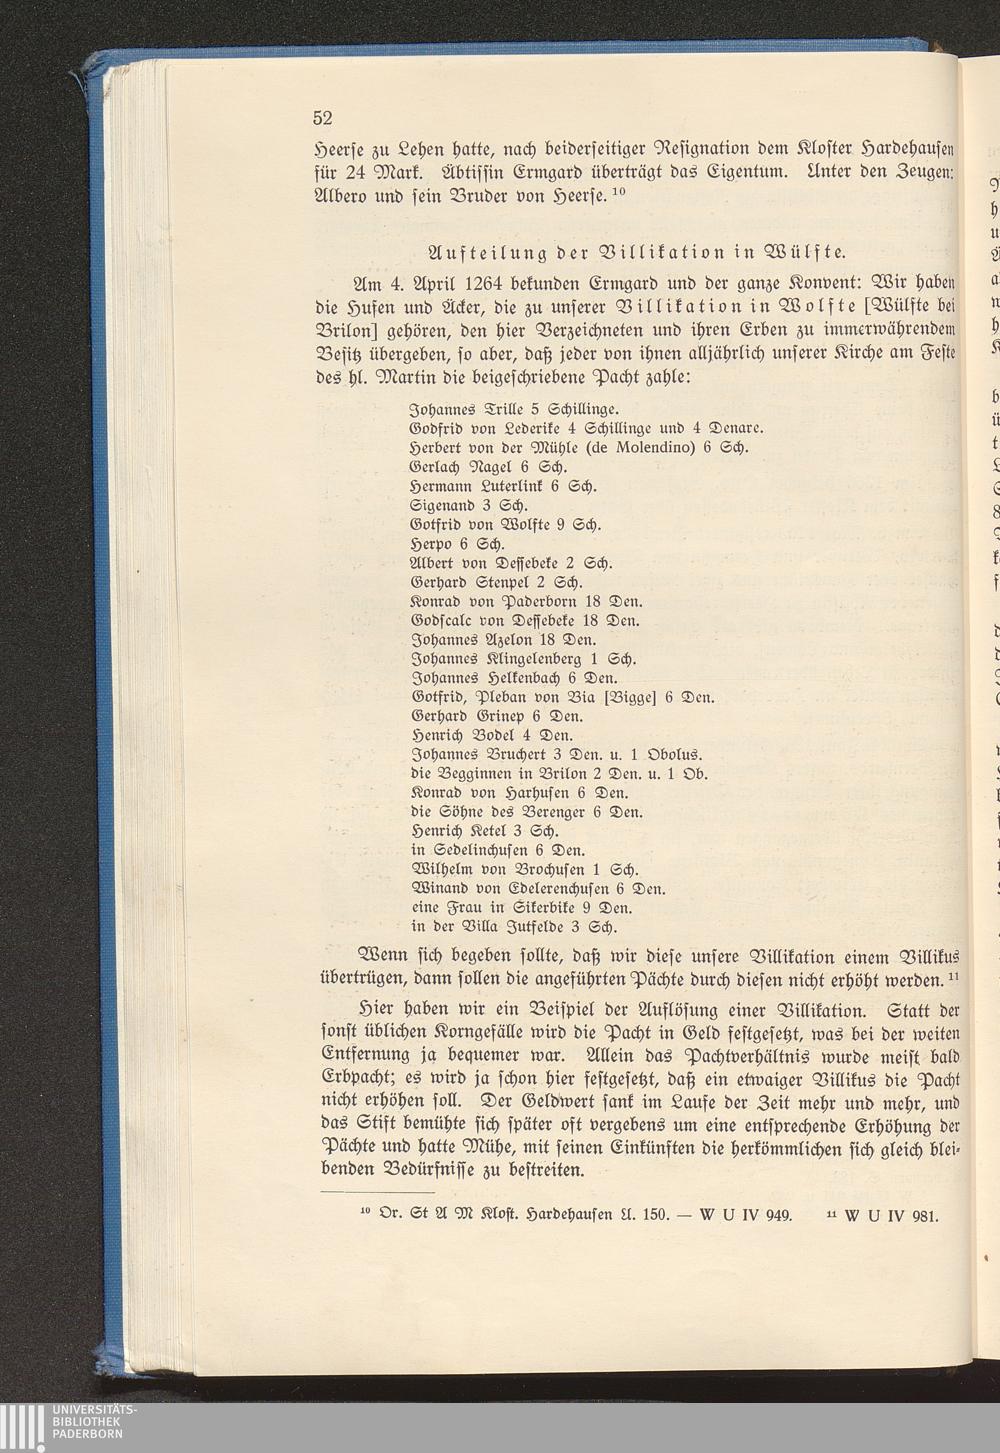 52
Heerse zu Lehen hatte, nach beiderseitiger Resignation dem Kloster Hardehausen
für 24 Mark. Äbtissin Ermgard überträgt das Eigentum. Unter den Zeugen:
Albero und sein Bruder von Heerse. ¹⁰
Aufteilung der Villikation in Wülfte.
Am 4. April 1264 bekunden Ermgard und der ganze Konvent: Wir haben
die Hufen und Äcker, die zu unserer Villikation in Wolfte [Wülfte bei
Brilon] gehören, den hier Verzeichneten und ihren Erben zu immerwährendem
Besitz übergeben, so aber, daß jeder von ihnen alljährlich unserer Kirche am Feste
des hl. Martin die beigeschriebene Pacht zahle:
Johannes Trille 5 Schillinge.
Godfrid von Lederike 4 Schillinge und 4 Denare.
Herbert von der Mühle (de Molendino) 6 Sch.
Gerlach Nagel 6 Sch.
Hermann Luterlink 6 Sch.
Sigenand 3 Sch.
Gotfrid von Wolfte 9 Sch.
Herpo 6 Sch.
Albert von Dessebeke 2 Sch.
Gerhard Stenpel 2 Sch.
Konrad von Paderborn 18 Den.
Godscalc von Dessebeke 18 Den.
Johannes Azelon 18 Den.
Johannes Klingelenberg 1 Sch.
Johannes Helkenbach 6 Den.
Gotfrid, Pleban von Bia [Bigge] 6 Den.
Gerhard Grinep 6 Den.
Henrich Bodel 4 Den.
Johannes Bruchert 3 Den. u. 1 Obolus.
die Begginnen in Brilon 2 Den. u. 1 Ob.
Konrad von Harhusen 6 Den.
die Söhne des Berenger 6 Den.
Henrich Ketel 3 Sch.
in Sedelinchusen 6 Den.
Wilhelm von Brochusen 1 Sch.
Winand von Edelerenchusen 6 Den.
eine Frau in Sikerbike 9 Den.
in der Villa Jutfelde 3 Sch.
Wenn sich begeben sollte, daß wir diese unsere Villikation einem Villikus
übertrügen, dann sollen die angeführten Pächte durch diesen nicht erhöht werden. ¹¹
Hier haben wir ein Beispiel der Auflösung einer Villikation. Statt der
sonst üblichen Korngefälle wird die Pacht in Geld festgesetzt, was bei der weiten
Entfernung ja bequemer war. Allein das Pachtverhältnis wurde meist bald
Erbpacht; es wird ja schon hier festgesetzt, daß ein etwaiger Villikus die Pacht
nicht erhöhen soll. Der Geldwert sank im Laufe der Zeit mehr und mehr, und
das Stift bemühte sich später oft vergebens um eine entsprechende Erhöhung der
Pächte und hatte Mühe, mit seinen Einkünften die herkömmlichen sich gleich blei-
benden Bedürfnisse zu bestreiten.
¹⁰ Or. St A M Klost. Hardehausen U. 150. — W U IV 949. ¹¹ W U IV 981.
UNIVERSITÄTS-
BIBLIOTHEK
PADERBORN